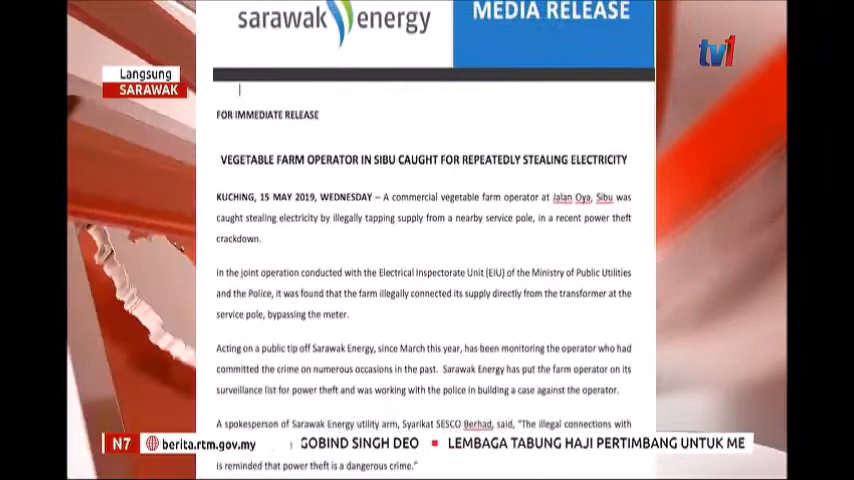 sarawak energy
MEDIA RELEASE
tv1
Langsung
SARAWAK
FOR IMMEDIATE RELEASE
VEGETABLE FARM OPERATOR IN SIBU CAUGHT FOR REPEATEDLY STEALING ELECTRICITY
KUCHING, 15 MAY 2019, WEDNESDAY – A commercial vegetable farm operator at Jalan Oya, Sibu was
caught stealing electricity by illegally tapping supply from a nearby service pole, in a recent power theft
crackdown.
In the joint operation conducted with the Electrical Inspectorate Unit (EIU) of the Ministry of Public Utilities
and the Police, it was found that the farm illegally connected its supply directly from the transformer at the
service pole, bypassing the meter.
Acting on a public tip off Sarawak Energy, since March this year, has been monitoring the operator who had
committed the crime on numerous occasions in the past. Sarawak Energy has put the farm operator on its
surveillance list for power theft and was working with the police in building a case against the operator.
A spokesperson of Sarawak Energy utility arm, Syarikat SESCO Berhad, said, "The illegal connections with
N7 berita.rtm.gov.my GOBIND SINGH DEO ▪ LEMBAGA TABUNG HAJI PERTIMBANG UNTUK ME
is reminded that power theft is a dangerous crime."